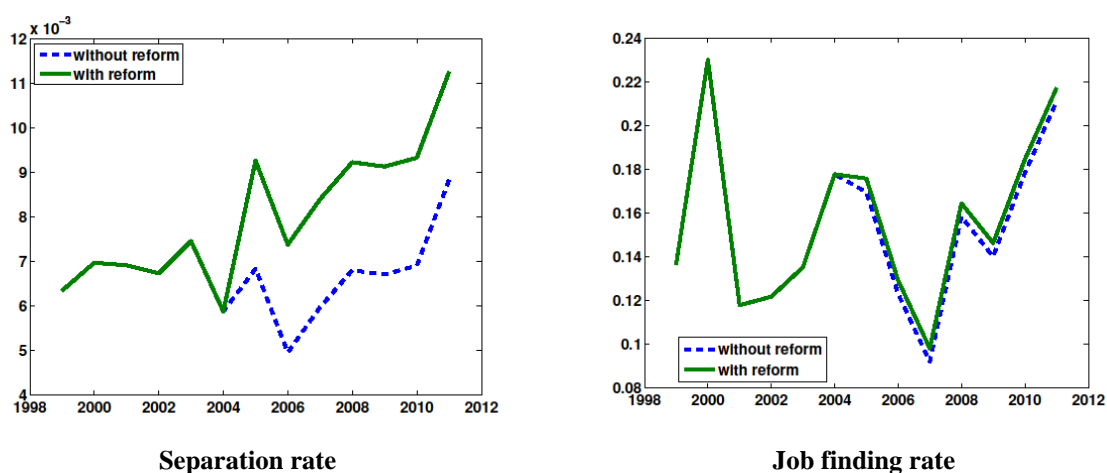 x 10⁻³
12
11
10
9
8
7
6
5
4
1998 2000 2002 2004 2006 2008 2010 2012
without reform
with reform
Separation rate
0.24
0.22
0.2
0.18
0.16
0.14
0.12
0.1
0.08
1998 2000 2002 2004 2006 2008 2010 2012
without reform
with reform
Job finding rate